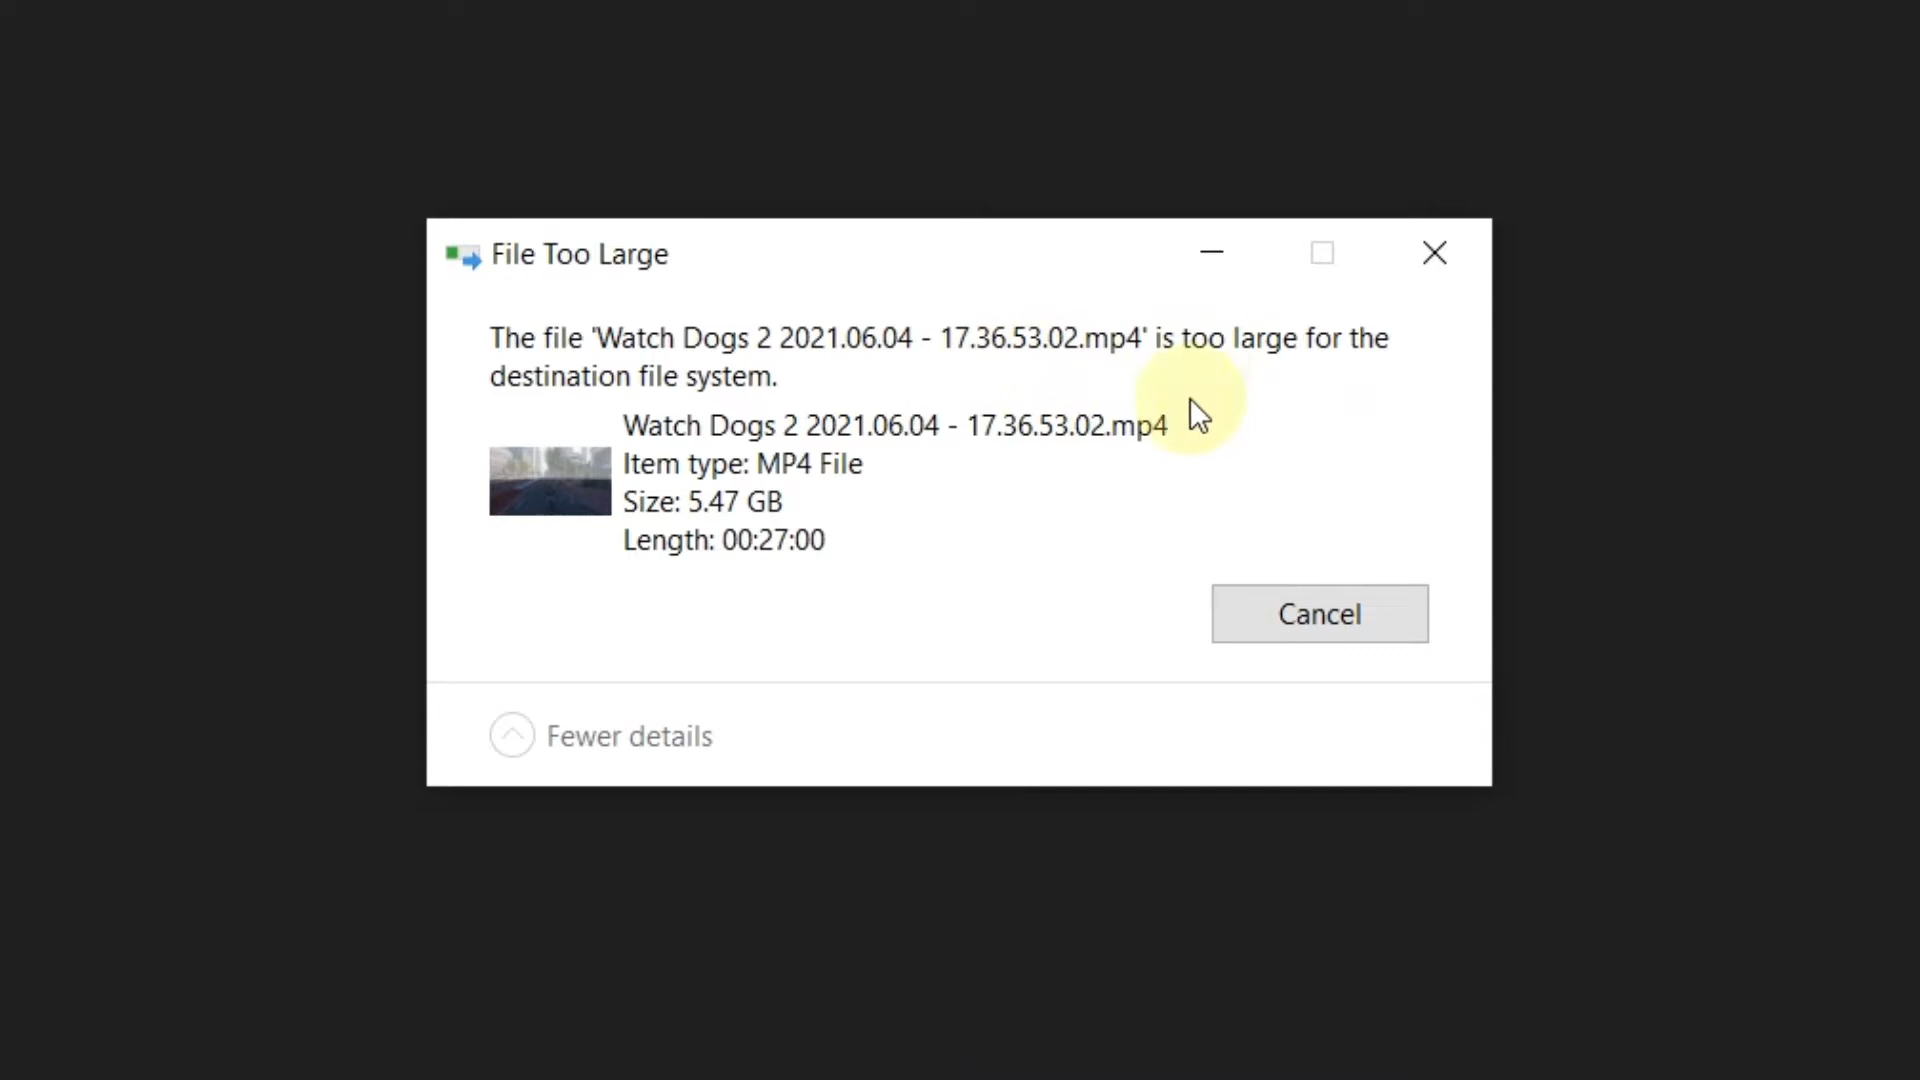 File Too Large
The file 'Watch Dogs 2 2021.06.04 - 17.36.53.02.mp4' is too large for the
destination file system.
Watch Dogs 2 2021.06.04 - 17.36.53.02.mp4
Item type: MP4 File
Size: 5.47 GB
Length: 00:27:00
Cancel
Fewer details